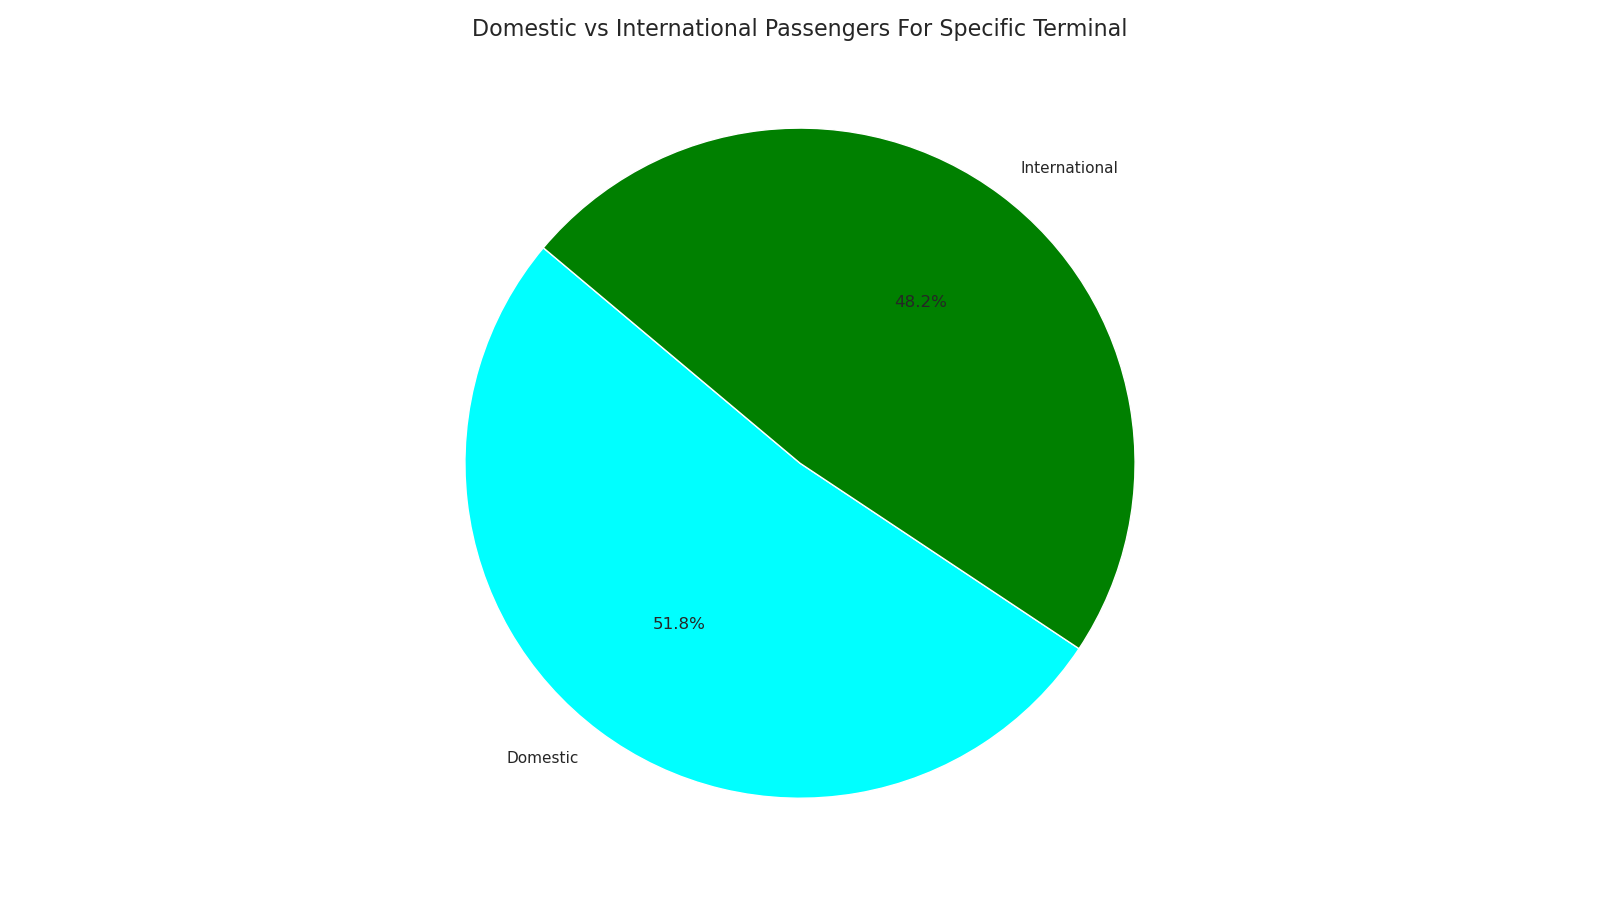 Domestic vs International Passengers For Specific Terminal
International
48.2%
51.8%
Domestic